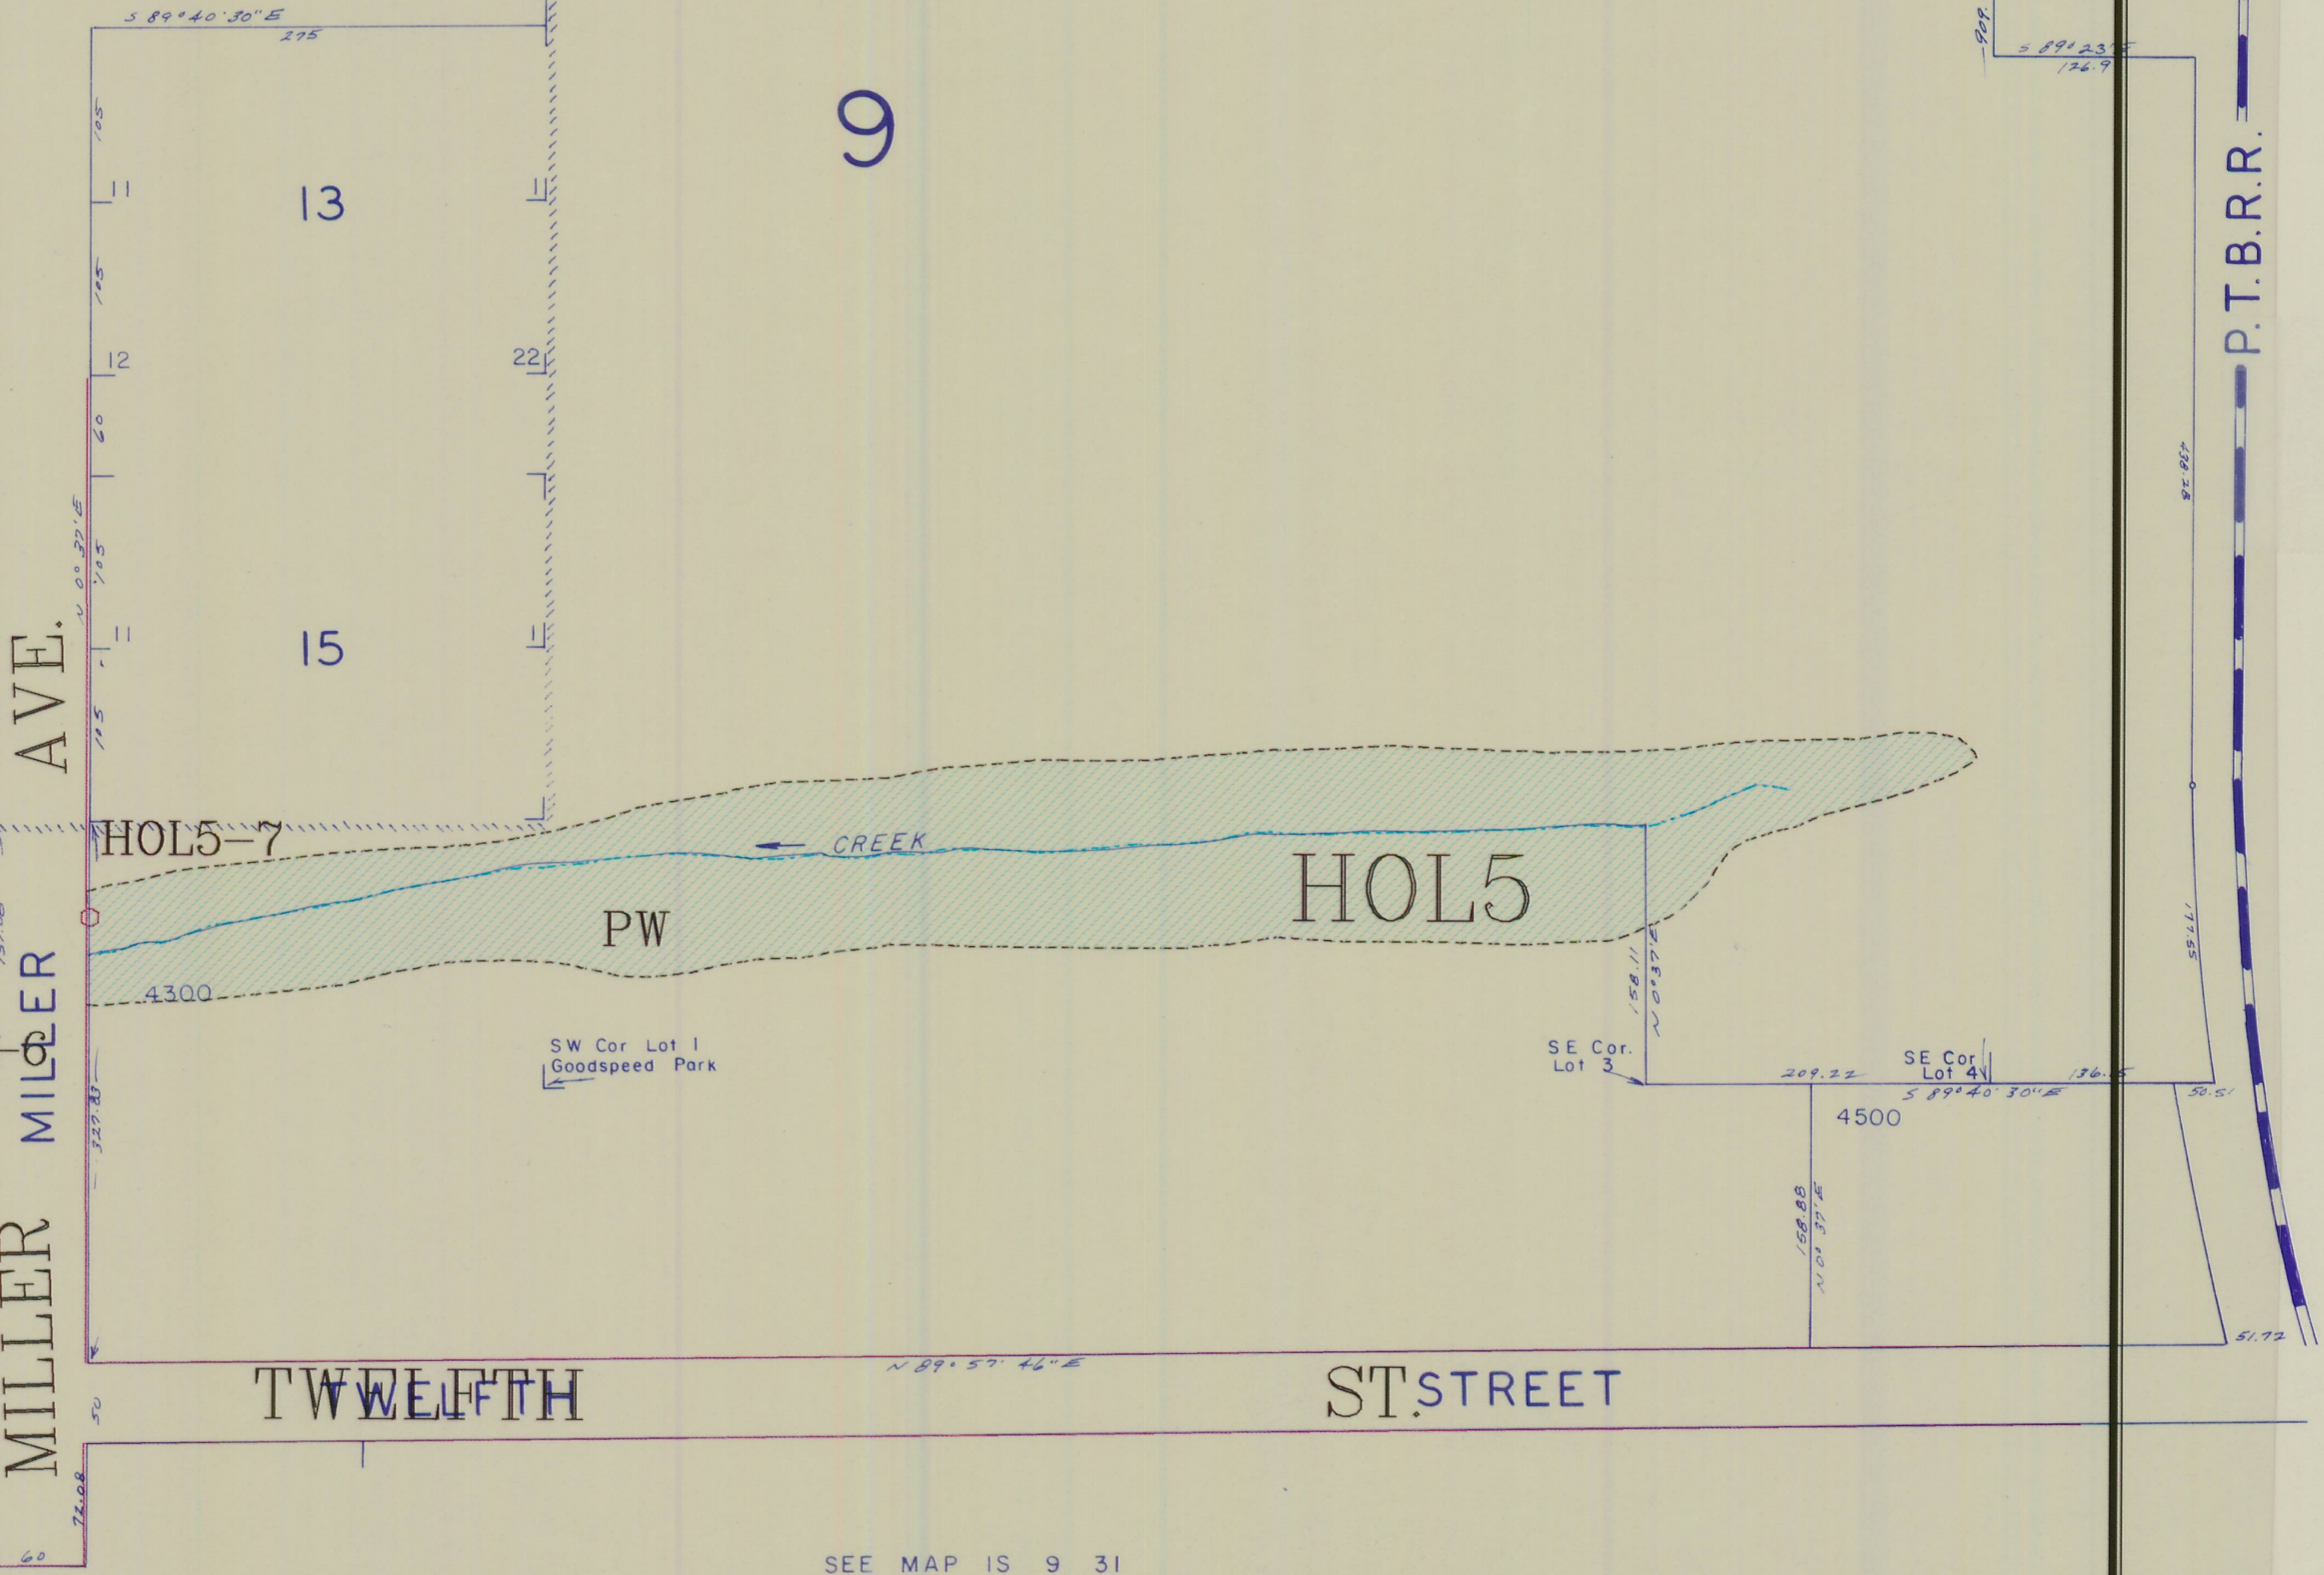 S 89° 40' 30" E
275
S 89° 23' E
126.9
9
105
13
P.T.B.R.R.
105
12
22
60
438.28
N 0° 37' E
105
15
AVE.
105
HOL5-7
CREEK
HOL5
PW
177.55
158.11
N 0° 37' E
4300
MILLER
SW Cor Lot 1
Goodspeed Park
SE Cor.
Lot 3
SE Cor
Lot 4
209.22
S 89° 40' 30" E
50.51
4500
327.83
158.88
N 0° 37' E
MILLER
51.72
N 89° 57' 46" E
TWELFTH ST.
TWELFTH STREET
50
72.08
60
SEE MAP 1S 9 31